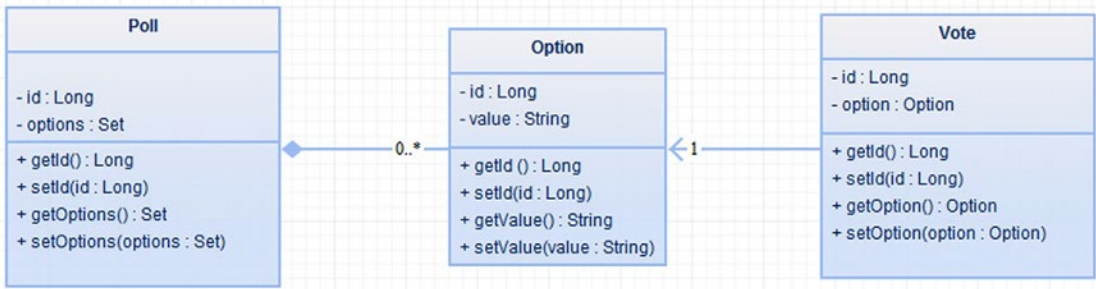 Poll
- id : Long
- options : Set
+ getId() : Long
+ setId(id : Long)
+ getOptions() : Set
+ setOptions(options : Set)
0..*
Option
- id : Long
- value : String
+ getId () : Long
+ setId(id : Long)
+ getValue() : String
+ setValue(value : String)
1
Vote
- id : Long
- option : Option
+ getId() : Long
+ setId(id : Long)
+ getOption() : Option
+ setOption(option : Option)